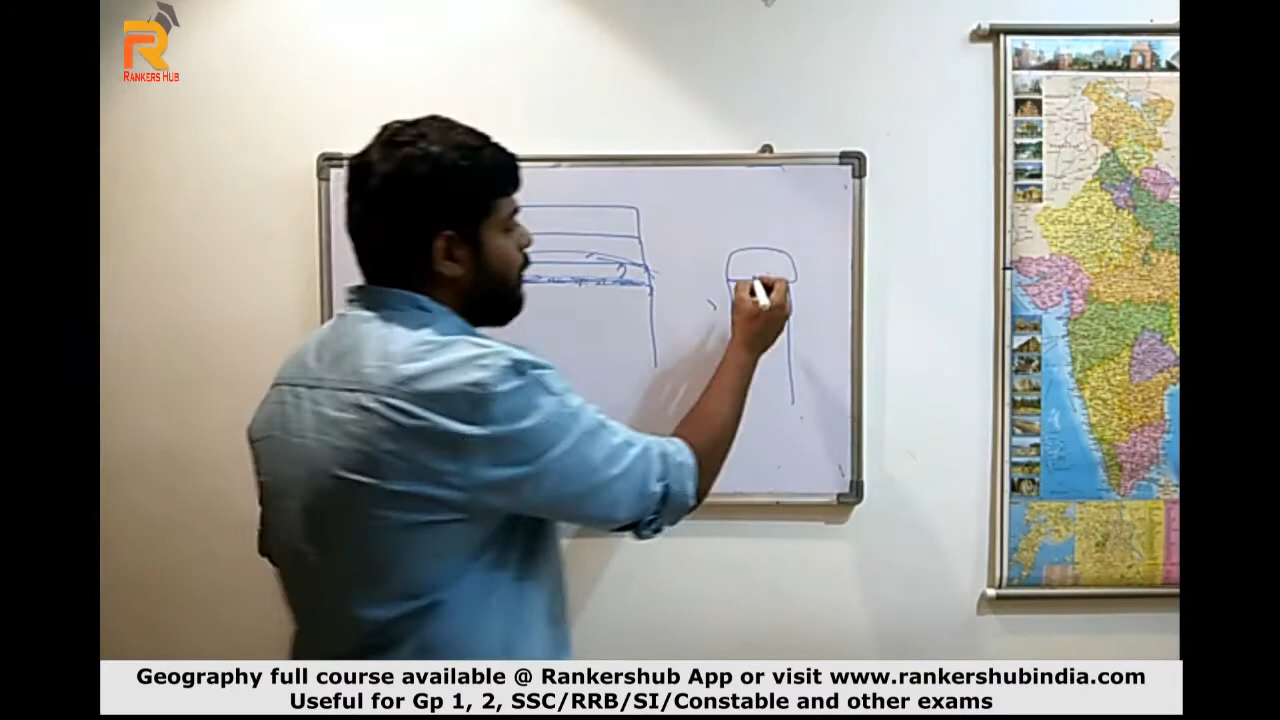 RANKERS HUB
Geography full course available @ Rankershub App or visit www.rankershubindia.com
Useful for Gp 1, 2, SSC/RRB/SI/Constable and other exams